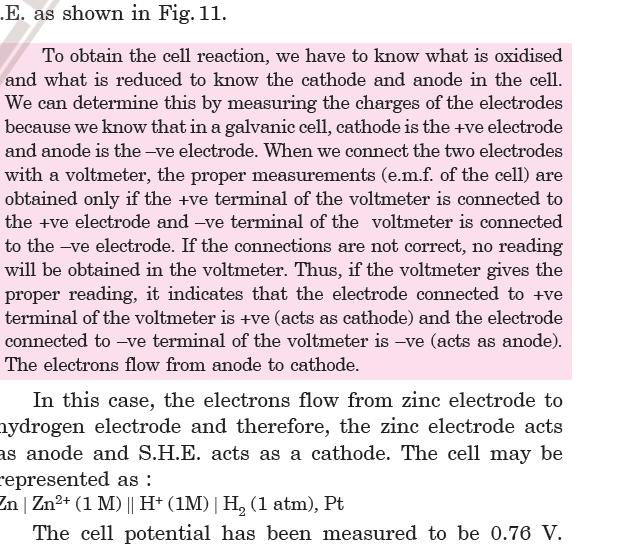 .E. as shown in Fig. 11.
To obtain the cell reaction, we have to know what is oxidised
and what is reduced to know the cathode and anode in the cell.
We can determine this by measuring the charges of the electrodes
because we know that in a galvanic cell, cathode is the +ve electrode
and anode is the –ve electrode. When we connect the two electrodes
with a voltmeter, the proper measurements (e.m.f. of the cell) are
obtained only if the +ve terminal of the voltmeter is connected to
the +ve electrode and –ve terminal of the voltmeter is connected
to the –ve electrode. If the connections are not correct, no reading
will be obtained in the voltmeter. Thus, if the voltmeter gives the
proper reading, it indicates that the electrode connected to +ve
terminal of the voltmeter is +ve (acts as cathode) and the electrode
connected to –ve terminal of the voltmeter is –ve (acts as anode).
The electrons flow from anode to cathode.
In this case, the electrons flow from zinc electrode to
hydrogen electrode and therefore, the zinc electrode acts
as anode and S.H.E. acts as a cathode. The cell may be
represented as :
Zn | Zn²⁺ (1 M) || H⁺ (1M) | H₂ (1 atm), Pt
The cell potential has been measured to be 0.76 V.